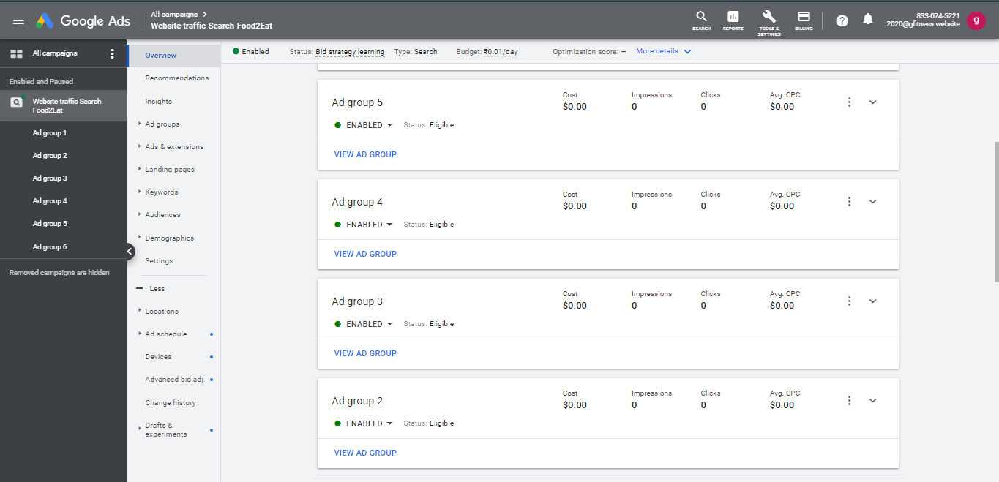 Google Ads
All campaigns
Website traffic-Search-Food2Eat
SEARCH
REPORTS
TOOLS &
SETTINGS
BILLING
833-074-5221
2020@gfitness.website
g
All campaigns
Enabled and Paused
Website traffic-Search-
Food2Eat
Ad group 1
Ad group 2
Ad group 3
Ad group 4
Ad group 5
Ad group 6
Removed campaigns are hidden
Overview
Recommendations
Insights
Ad groups
Ads & extensions
Landing pages
Keywords
Audiences
Demographics
Settings
Less
Locations
Ad schedule
Devices
Advanced bid adj.
Change history
Drafts &
experiments
Enabled Status: Bid strategy learning Type: Search Budget: ₹0.01/day Optimization score: – More details
Ad group 5
Cost Impressions Clicks Avg. CPC
$0.00 0 0 $0.00
ENABLED Status: Eligible
VIEW AD GROUP
Ad group 4
Cost Impressions Clicks Avg. CPC
$0.00 0 0 $0.00
ENABLED Status: Eligible
VIEW AD GROUP
Ad group 3
Cost Impressions Clicks Avg. CPC
$0.00 0 0 $0.00
ENABLED Status: Eligible
VIEW AD GROUP
Ad group 2
Cost Impressions Clicks Avg. CPC
$0.00 0 0 $0.00
ENABLED Status: Eligible
VIEW AD GROUP